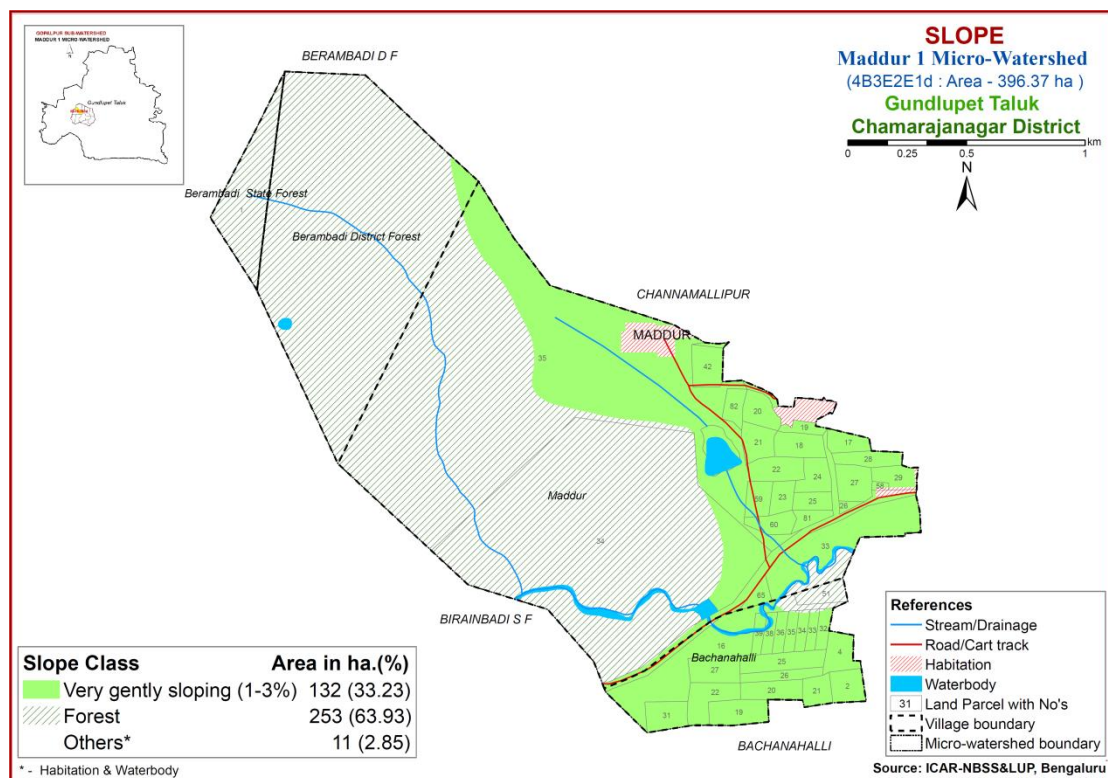 GOPALPUR SUB-WATERSHED
MADDUR 1 MICRO-WATERSHED
Gundlupet Taluk
SLOPE
Maddur 1 Micro-Watershed
(4B3E2E1d : Area - 396.37 ha )
Gundlupet Taluk
Chamarajanagar District
km
0 0.25 0.5 1
N
BERAMBADI D F
Berambadi State Forest
1
Berambadi District Forest
CHANNAMALLIPUR
MADDUR
35
42
82
20
19
21
18
17
28
22
24
27
29
58
59
23
25
26
60
81
Maddur
34
33
51
65
BIRAINBADI S F
16
39 38 36 35 34 33 32
Bachanahalli
25
4
27
26
22
20
21
2
31
19
BACHANAHALLI
Slope Class Area in ha.(%)
Very gently sloping (1-3%) 132 (33.23)
Forest 253 (63.93)
Others* 11 (2.85)
* - Habitation & Waterbody
References
Stream/Drainage
Road/Cart track
Habitation
Waterbody
31 Land Parcel with No's
Village boundary
Micro-watershed boundary
Source: ICAR-NBSS&LUP, Bengaluru